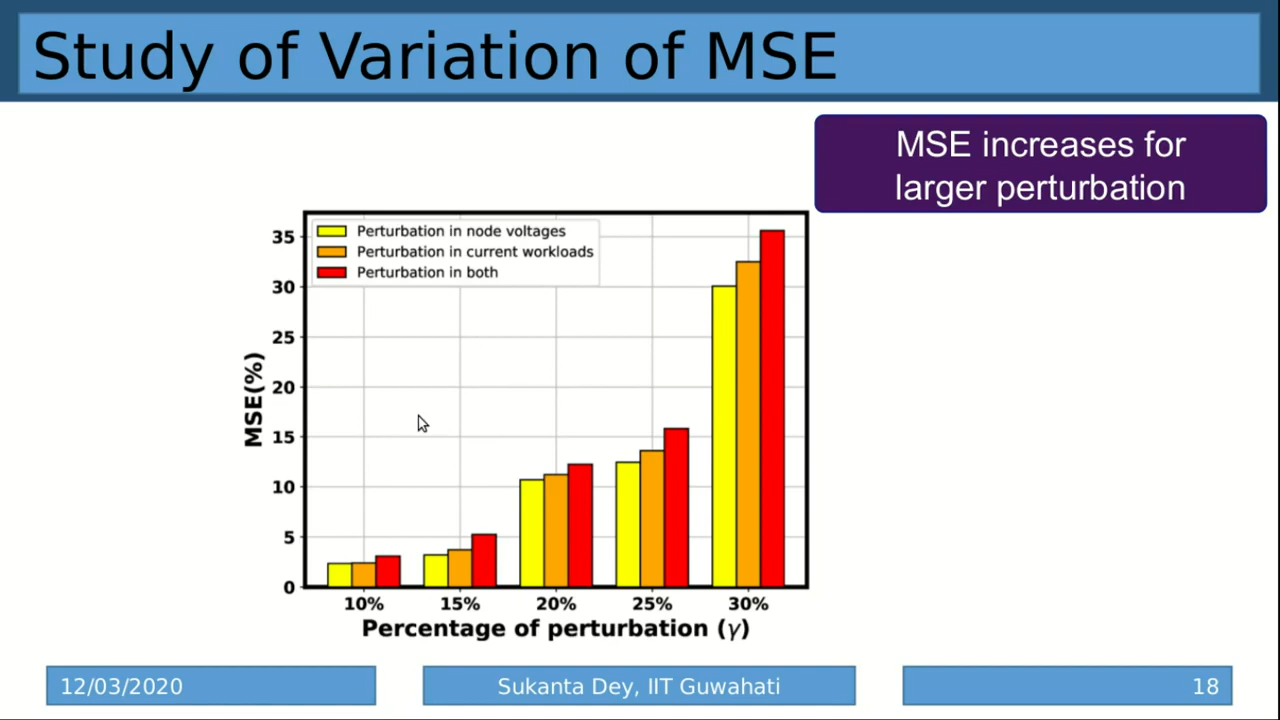 Study of Variation of MSE
MSE increases for
larger perturbation
Perturbation in node voltages
Perturbation in current workloads
Perturbation in both
MSE(%)
35
30
25
20
15
10
5
0
10% 15% 20% 25% 30%
Percentage of perturbation (γ)
12/03/2020
Sukanta Dey, IIT Guwahati
18